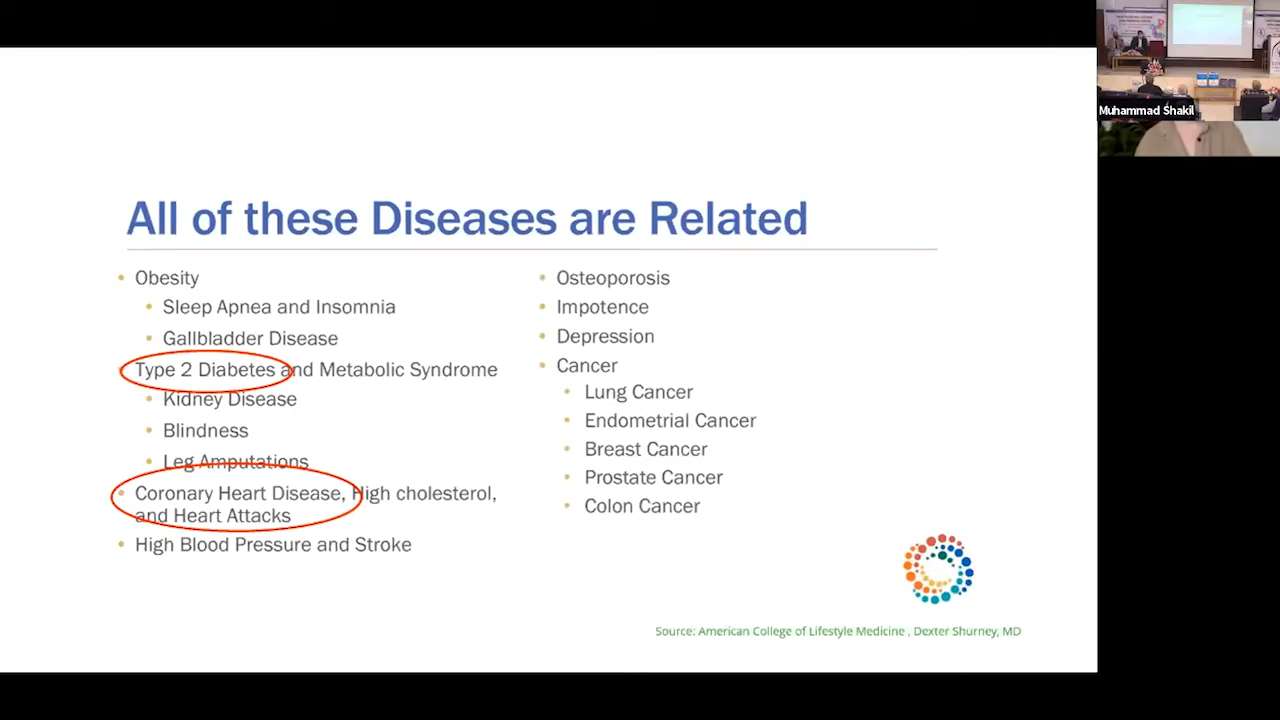 All of these Diseases are Related
Obesity
Sleep Apnea and Insomnia
Gallbladder Disease
Type 2 Diabetes and Metabolic Syndrome
Kidney Disease
Blindness
Leg Amputations
Coronary Heart Disease, High cholesterol,
and Heart Attacks
High Blood Pressure and Stroke
Osteoporosis
Impotence
Depression
Cancer
Lung Cancer
Endometrial Cancer
Breast Cancer
Prostate Cancer
Colon Cancer
Source: American College of Lifestyle Medicine , Dexter Shurney, MD
Muhammad Shakil